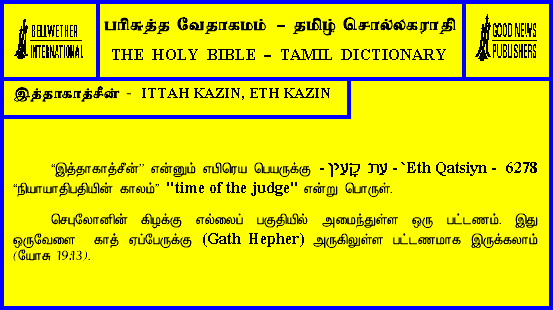 BELLWETHER
INTERNATIONAL
பரிசுத்த வேதாகமம் – தமிழ் சொல்லகராதி
THE HOLY BIBLE – TAMIL DICTIONARY
GOOD NEWS
PUBLISHERS
இத்தாகாத்சீன் - ITTAH KAZIN, ETH KAZIN
“இத்தாகாத்சீன்” என்னும் எபிரெய பெயருக்கு - עת קָעִין - `Eth Qatsiyn - 6278
“நியாயாதிபதியின் காலம்” "time of the judge" என்று பொருள்.
செபுலோனின் கிழக்கு எல்லைப் பகுதியில் அமைந்துள்ள ஒரு பட்டணம். இது
ஒருவேளை காத் ஏப்பேருக்கு (Gath Hepher) அருகிலுள்ள பட்டணமாக இருக்கலாம்
(யோசு 19:13).